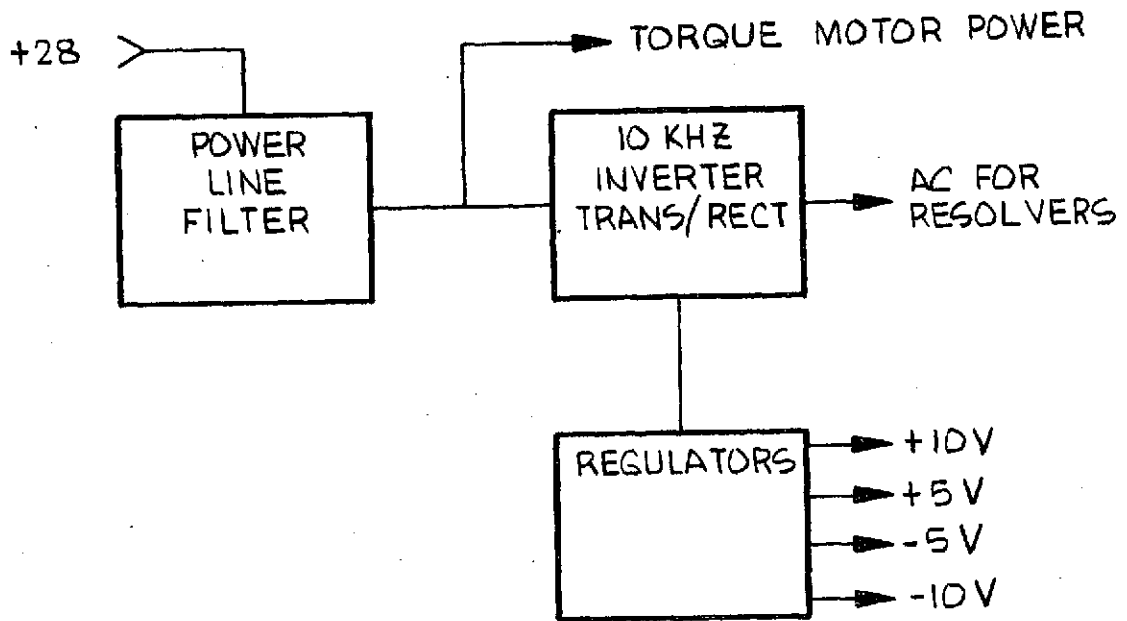 +28
TORQUE MOTOR POWER
POWER
LINE
FILTER
10 KHZ
INVERTER
TRANS/RECT
AC FOR
RESOLVERS
REGULATORS
+10V
+5V
-5V
-10V